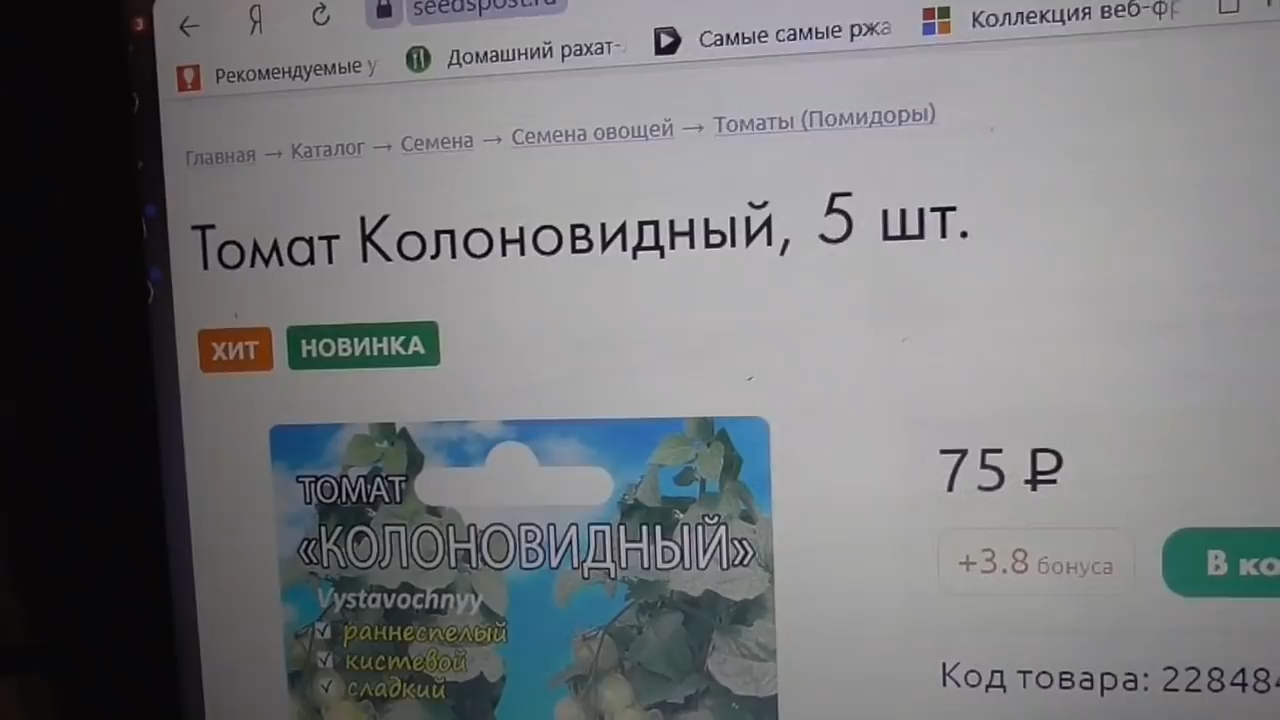 seedspost.ru
Рекомендуемые у
Домашний рахат-
Самые самые ржа
Коллекция веб-фр
Главная → Каталог → Семена → Семена овощей → Томаты (Помидоры)
Томат Колоновидный, 5 шт.
ХИТ
НОВИНКА
ТОМАТ
«КОЛОНОВИДНЫЙ»
Vystavochnyy
раннеспелый
кистевой
сладкий
75 ₽
+3.8 бонуса
В ко
Код товара: 22848